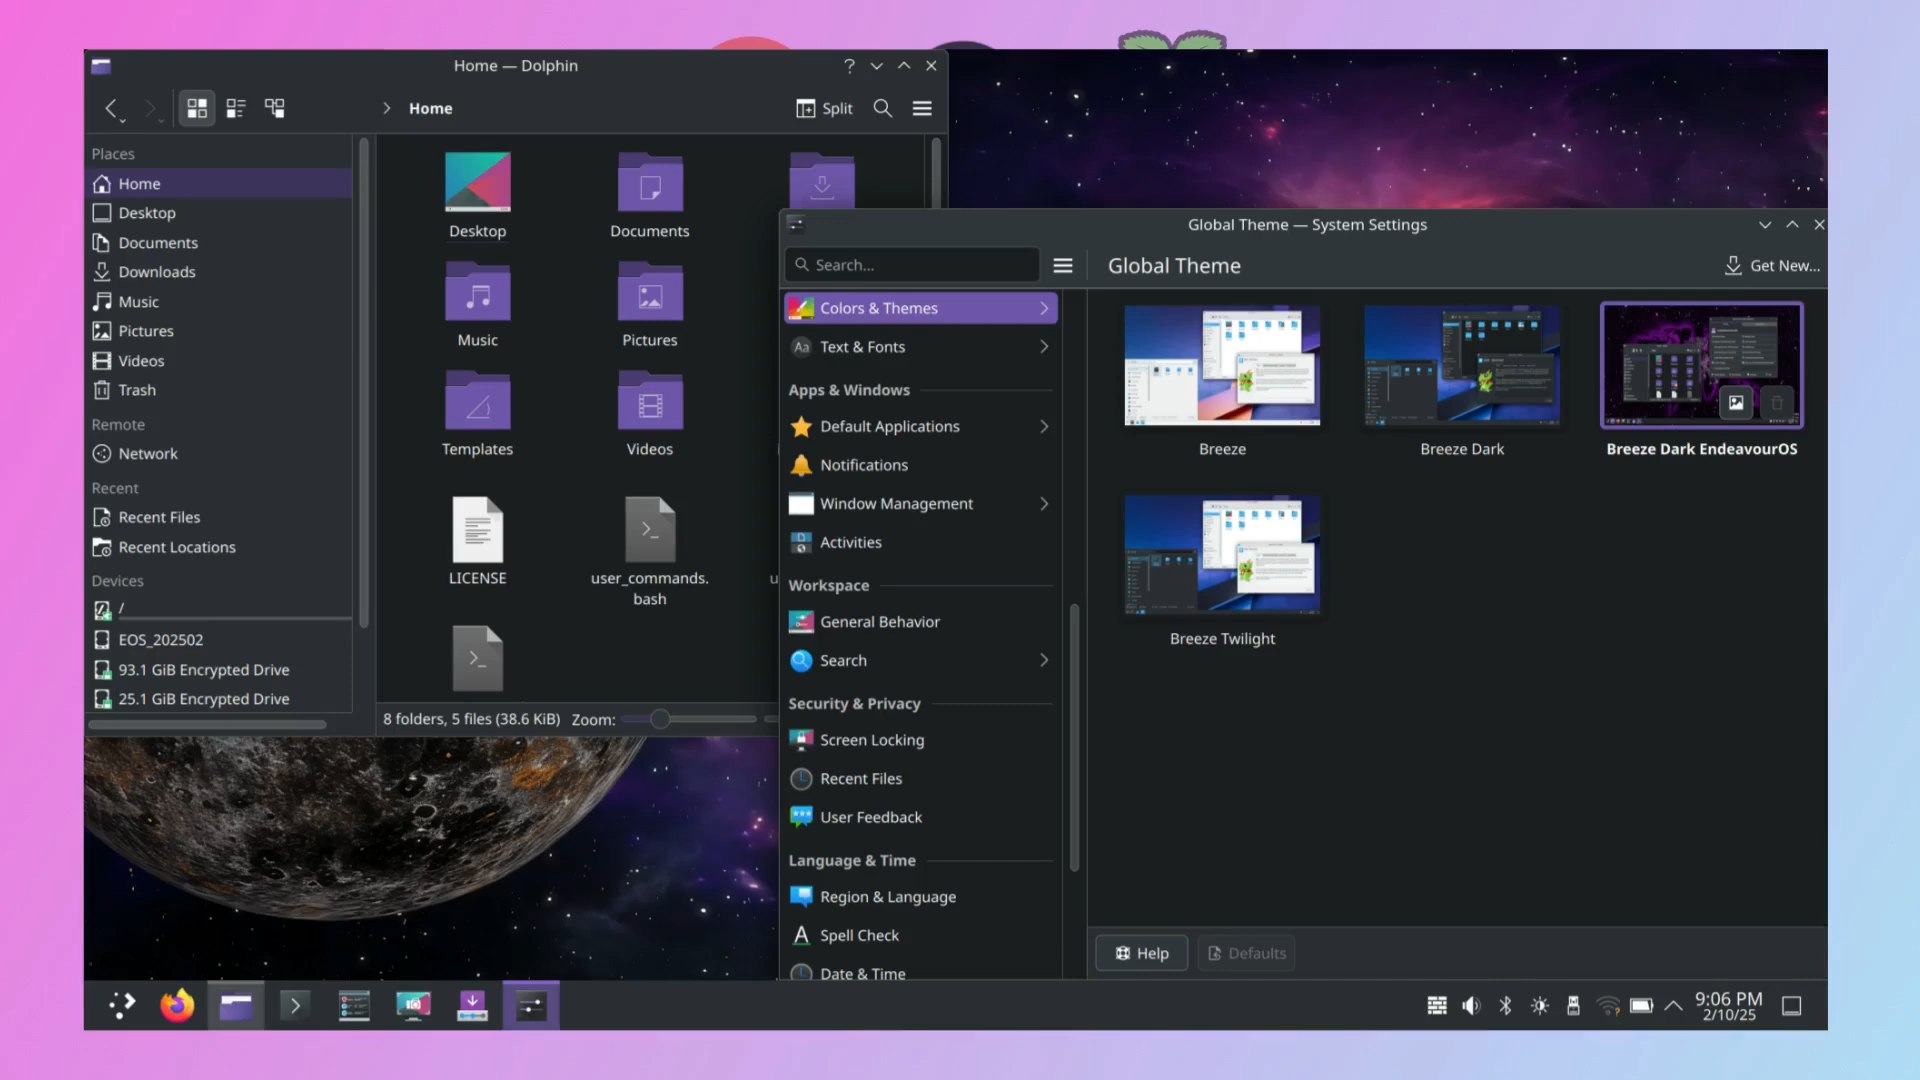 Home — Dolphin
Home
Split
Places
Home
Desktop
Documents
Downloads
Music
Pictures
Videos
Trash
Remote
Network
Recent
Recent Files
Recent Locations
Devices
/
EOS_202502
93.1 GiB Encrypted Drive
25.1 GiB Encrypted Drive
Desktop
Documents
Music
Pictures
Templates
Videos
LICENSE
user_commands.
bash
8 folders, 5 files (38.6 KiB)
Zoom:
Global Theme — System Settings
Search...
Global Theme
Get New...
Colors & Themes
Aa
Text & Fonts
Apps & Windows
Default Applications
Notifications
Window Management
Activities
Workspace
General Behavior
Search
Security & Privacy
Screen Locking
Recent Files
User Feedback
Language & Time
Region & Language
Spell Check
Date & Time
Breeze
Breeze Dark
Breeze Dark EndeavourOS
Breeze Twilight
Help
Defaults
9:06 PM
2/10/25